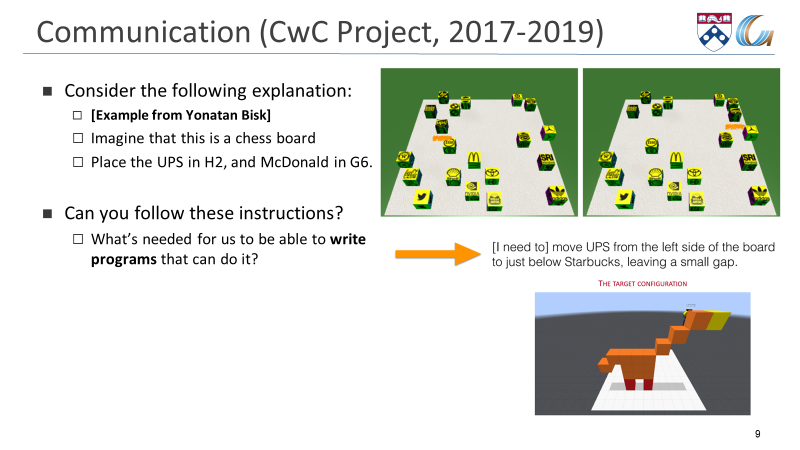 Communication (CwC Project, 2017-2019)
Consider the following explanation:
[Example from Yonatan Bisk]
Imagine that this is a chess board
Place the UPS in H2, and McDonald in G6.
Can you follow these instructions?
What's needed for us to be able to write
programs that can do it?
[I need to] move UPS from the left side of the board
to just below Starbucks, leaving a small gap.
THE TARGET CONFIGURATION
SRI
SRI
9